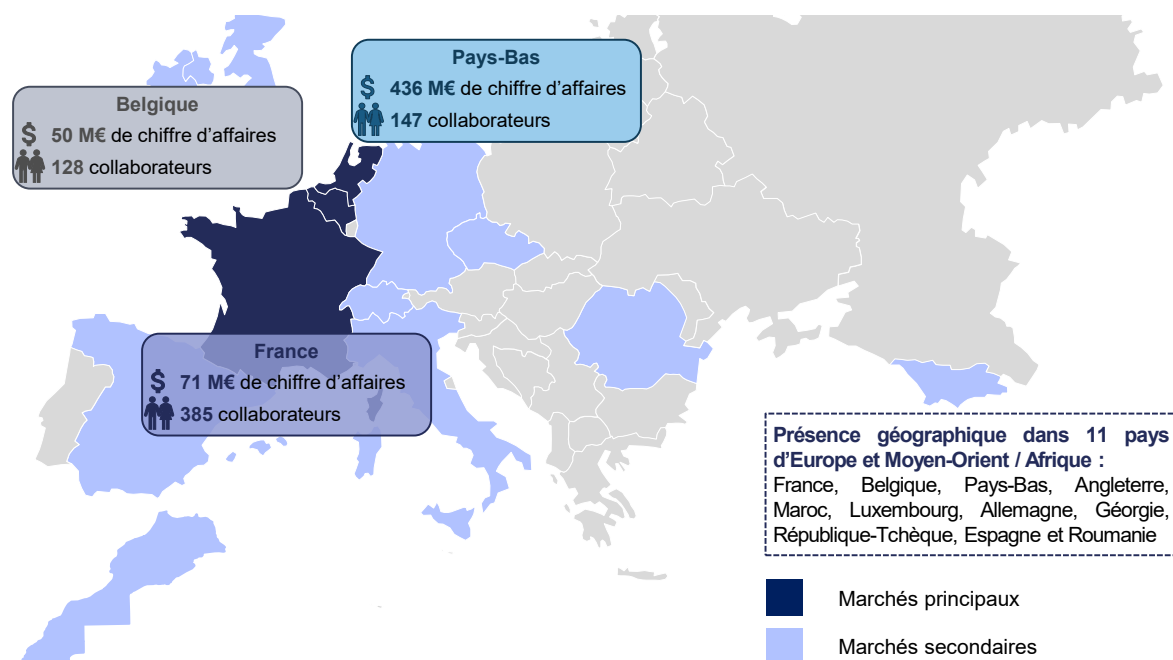 Pays-Bas
$ 436 M€ de chiffre d’affaires
147 collaborateurs
Belgique
$ 50 M€ de chiffre d’affaires
128 collaborateurs
France
$ 71 M€ de chiffre d’affaires
385 collaborateurs
Présence géographique dans 11 pays
d’Europe et Moyen-Orient / Afrique :
France, Belgique, Pays-Bas, Angleterre,
Maroc, Luxembourg, Allemagne, Géorgie,
République-Tchèque, Espagne et Roumanie
Marchés principaux
Marchés secondaires